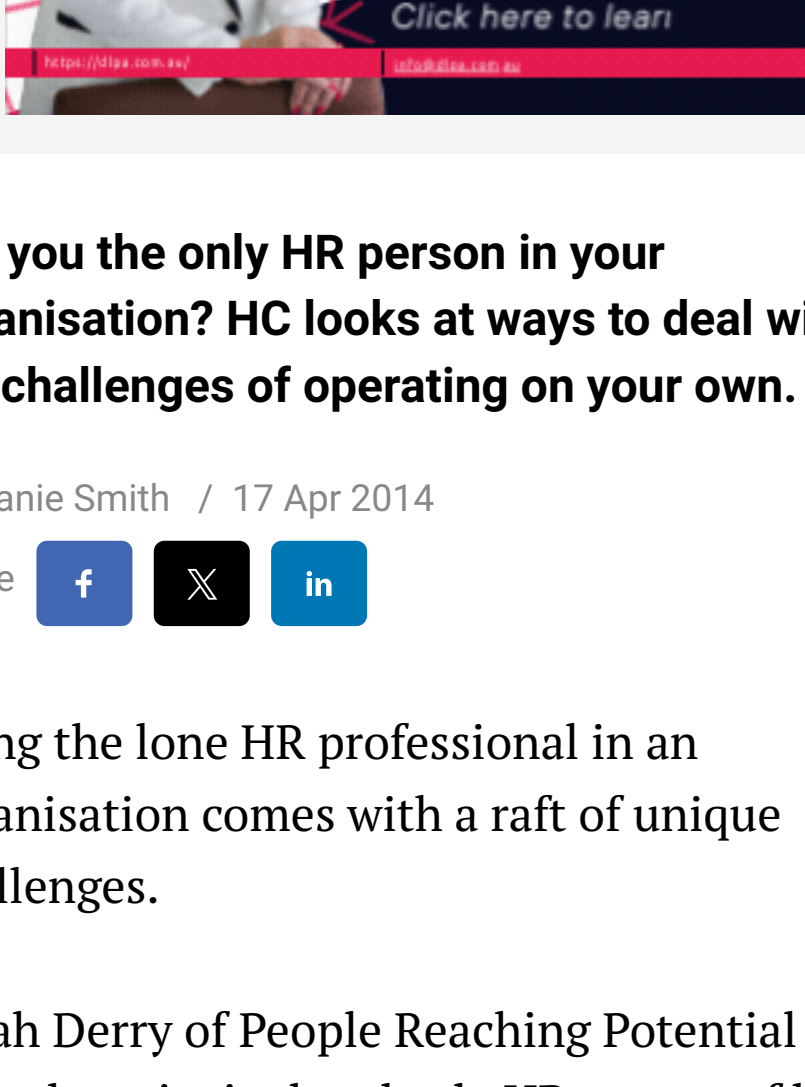 Click here to learn
https://dlpa.com.au/
info@dlpa.com.au
you the only HR person in your
anisation? HC looks at ways to deal wi
challenges of operating on your own.
anie Smith / 17 Apr 2014
e
f
X
in
ng the lone HR professional in an
anisation comes with a raft of unique
llenges.
ah Derry of People Reaching Potential